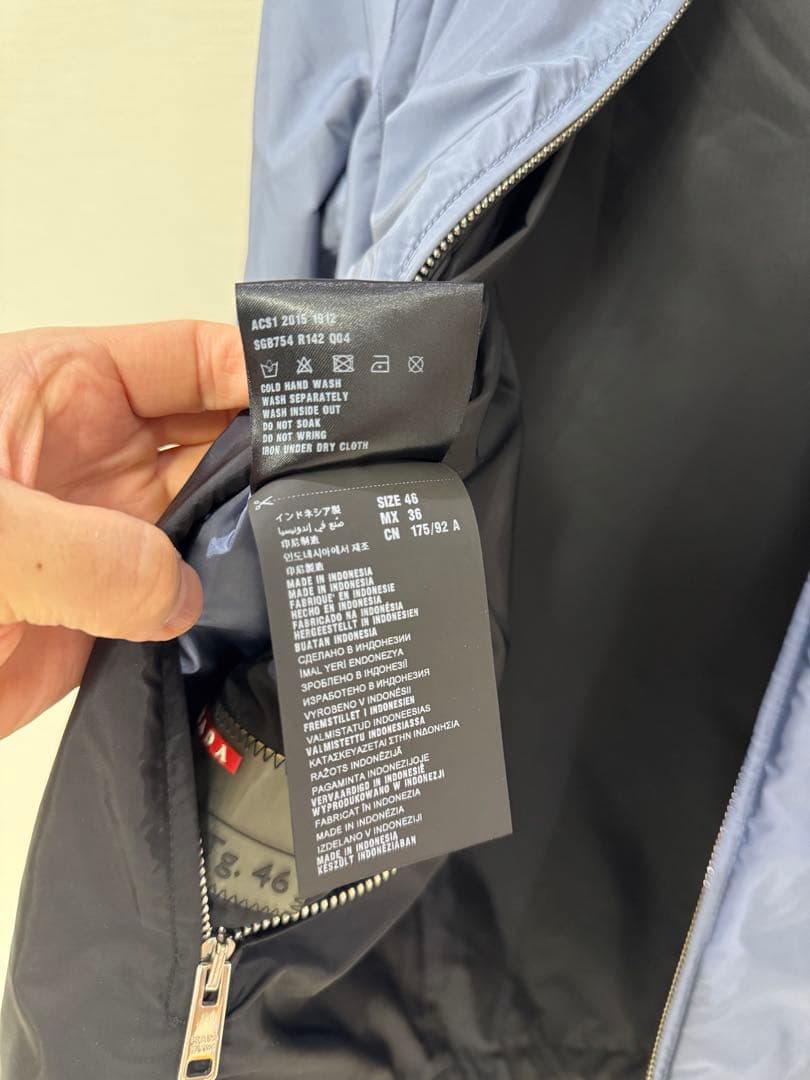 ACS1 2015 1912
SGB754 R142 Q04
COLD HAND WASH
WASH SEPARATELY
WASH INSIDE OUT
DO NOT SOAK
DO NOT WRING
IRON UNDER DRY CLOTH
SIZE 46
MX 36
CN 175/92 A
インドネシア製
صنع في إندونيسيا
印尼製造
인도네시아에서 제조
印尼製造
MADE IN INDONESIA
MADE IN INDONESIA
FABRIQUÉ EN INDONESIE
HECHO EN INDONESIA
FABRICADO NA INDONÉSIA
HERGESTELLT IN INDONESIEN
BUATAN INDONESIA
СДЕЛАНО В ИНДОНЕЗИИ
İMAL YERİ ENDONEZYA
ЗРОБЛЕНО В ІНДОНЕЗІЇ
ИЗРАБОТЕНО В ИНДОНЕЗИЯ
VYROBENO V INDONÉSII
FREMSTILLET I INDONESIEN
VALMISTATUD INDONEESIAS
VALMISTETTU INDONESIASSA
ΚΑΤΑΣΚΕΥΑΖΕΤΑΙ ΣΤΗΝ ΙΝΔΟΝΗΣΙΑ
RAŽOTS INDONĒZIJĀ
PAGAMINTA INDONEZIJOJE
VERVAARDIGD IN INDONESIË
WYPRODUKOWANO W INDONEZJI
FABRICAT ÎN INDONEZIA
MADE IN INDONEZIA
IZDELANO V INDONEZIJI
MADE IN INDONESIA
KÉSZÜLT INDONÉZIÁBAN
Tg. 46